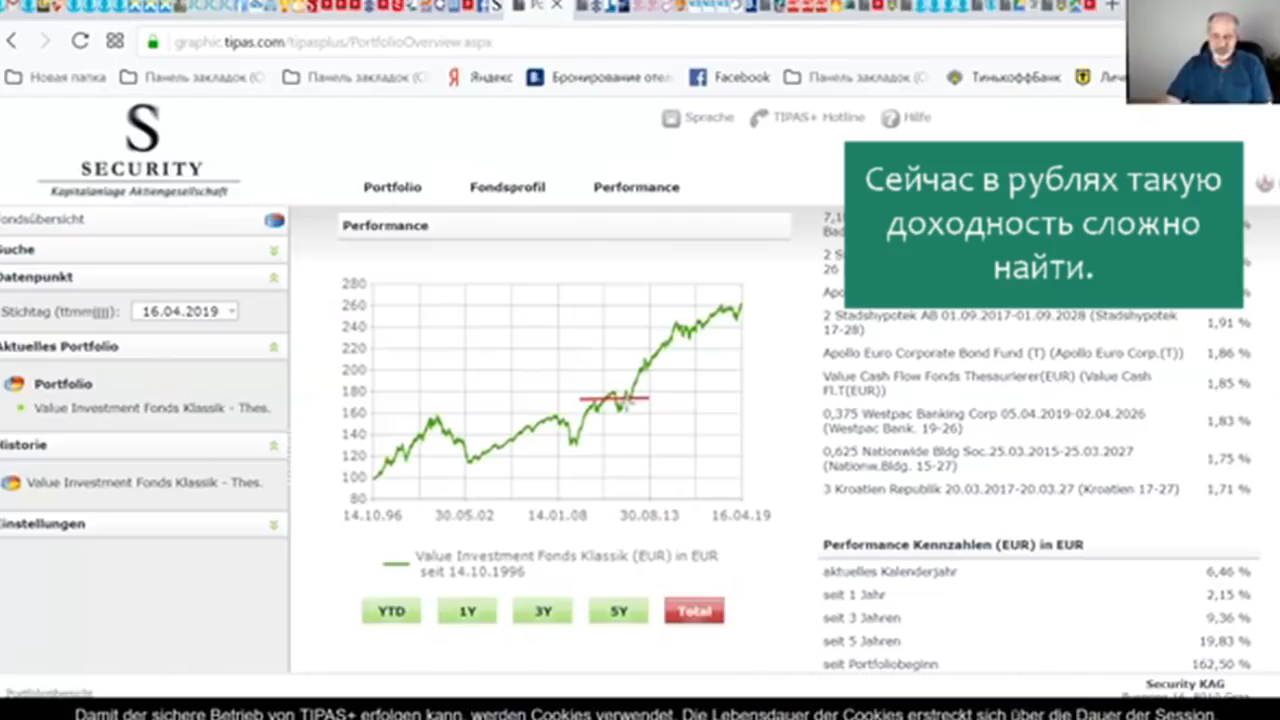 graphic.tipas.com/tipasplus/PortfolioOverview.aspx
Новая папка Панель закладок (О Панель закладок (С Яндекс Бронирование отел Facebook Панель закладок (О ТинькоффБанк Личн
S
SECURITY
Kapitalanlage Aktiengesellschaft
Sprache TIPAS+ Hotline Hilfe
Portfolio Fondsprofil Performance
Сейчас в рублях такую
доходность сложно
найти.
Fondsübersicht
Suche
Datenpunkt
Stichtag (ttmmjjjj): 16.04.2019
Aktuelles Portfolio
Portfolio
Value Investment Fonds Klassik - Thes.
Historie
Value Investment Fonds Klassik - Thes.
Einstellungen
Performance
280
260
240
220
200
180
160
140
120
100
80
14.10.96 30.05.02 14.01.08 30.08.13 16.04.19
Value Investment Fonds Klassik (EUR) in EUR
seit 14.10.1996
YTD 1Y 3Y 5Y Total
2 Stadshypotek AB 01.09.2017-01.09.2028 (Stadshypotek
17-28) 1,91 %
Apollo Euro Corporate Bond Fund (T) (Apollo Euro Corp.(T)) 1,86 %
Value Cash Flow Fonds Thesaurierer(EUR) (Value Cash
Fl.T(EUR)) 1,85 %
0,375 Westpac Banking Corp 05.04.2019-02.04.2026
(Westpac Bank. 19-26) 1,83 %
0,625 Nationwide Bldg Soc.25.03.2015-25.03.2027
(Nationw.Bldg. 15-27) 1,75 %
3 Kroatien Republik 20.03.2017-20.03.27 (Kroatien 17-27) 1,71 %
Performance Kennzahlen (EUR) in EUR
aktuelles Kalenderjahr 6,46 %
seit 1 Jahr 2,15 %
seit 3 Jahren 9,36 %
seit 5 Jahren 19,83 %
seit Portfoliobeginn 162,50 %
Security KAG
Damit der sichere Betrieb von TIPAS+ erfolgen kann, werden Cookies verwendet. Die Lebensdauer der Cookies erstreckt sich über die Dauer der Session